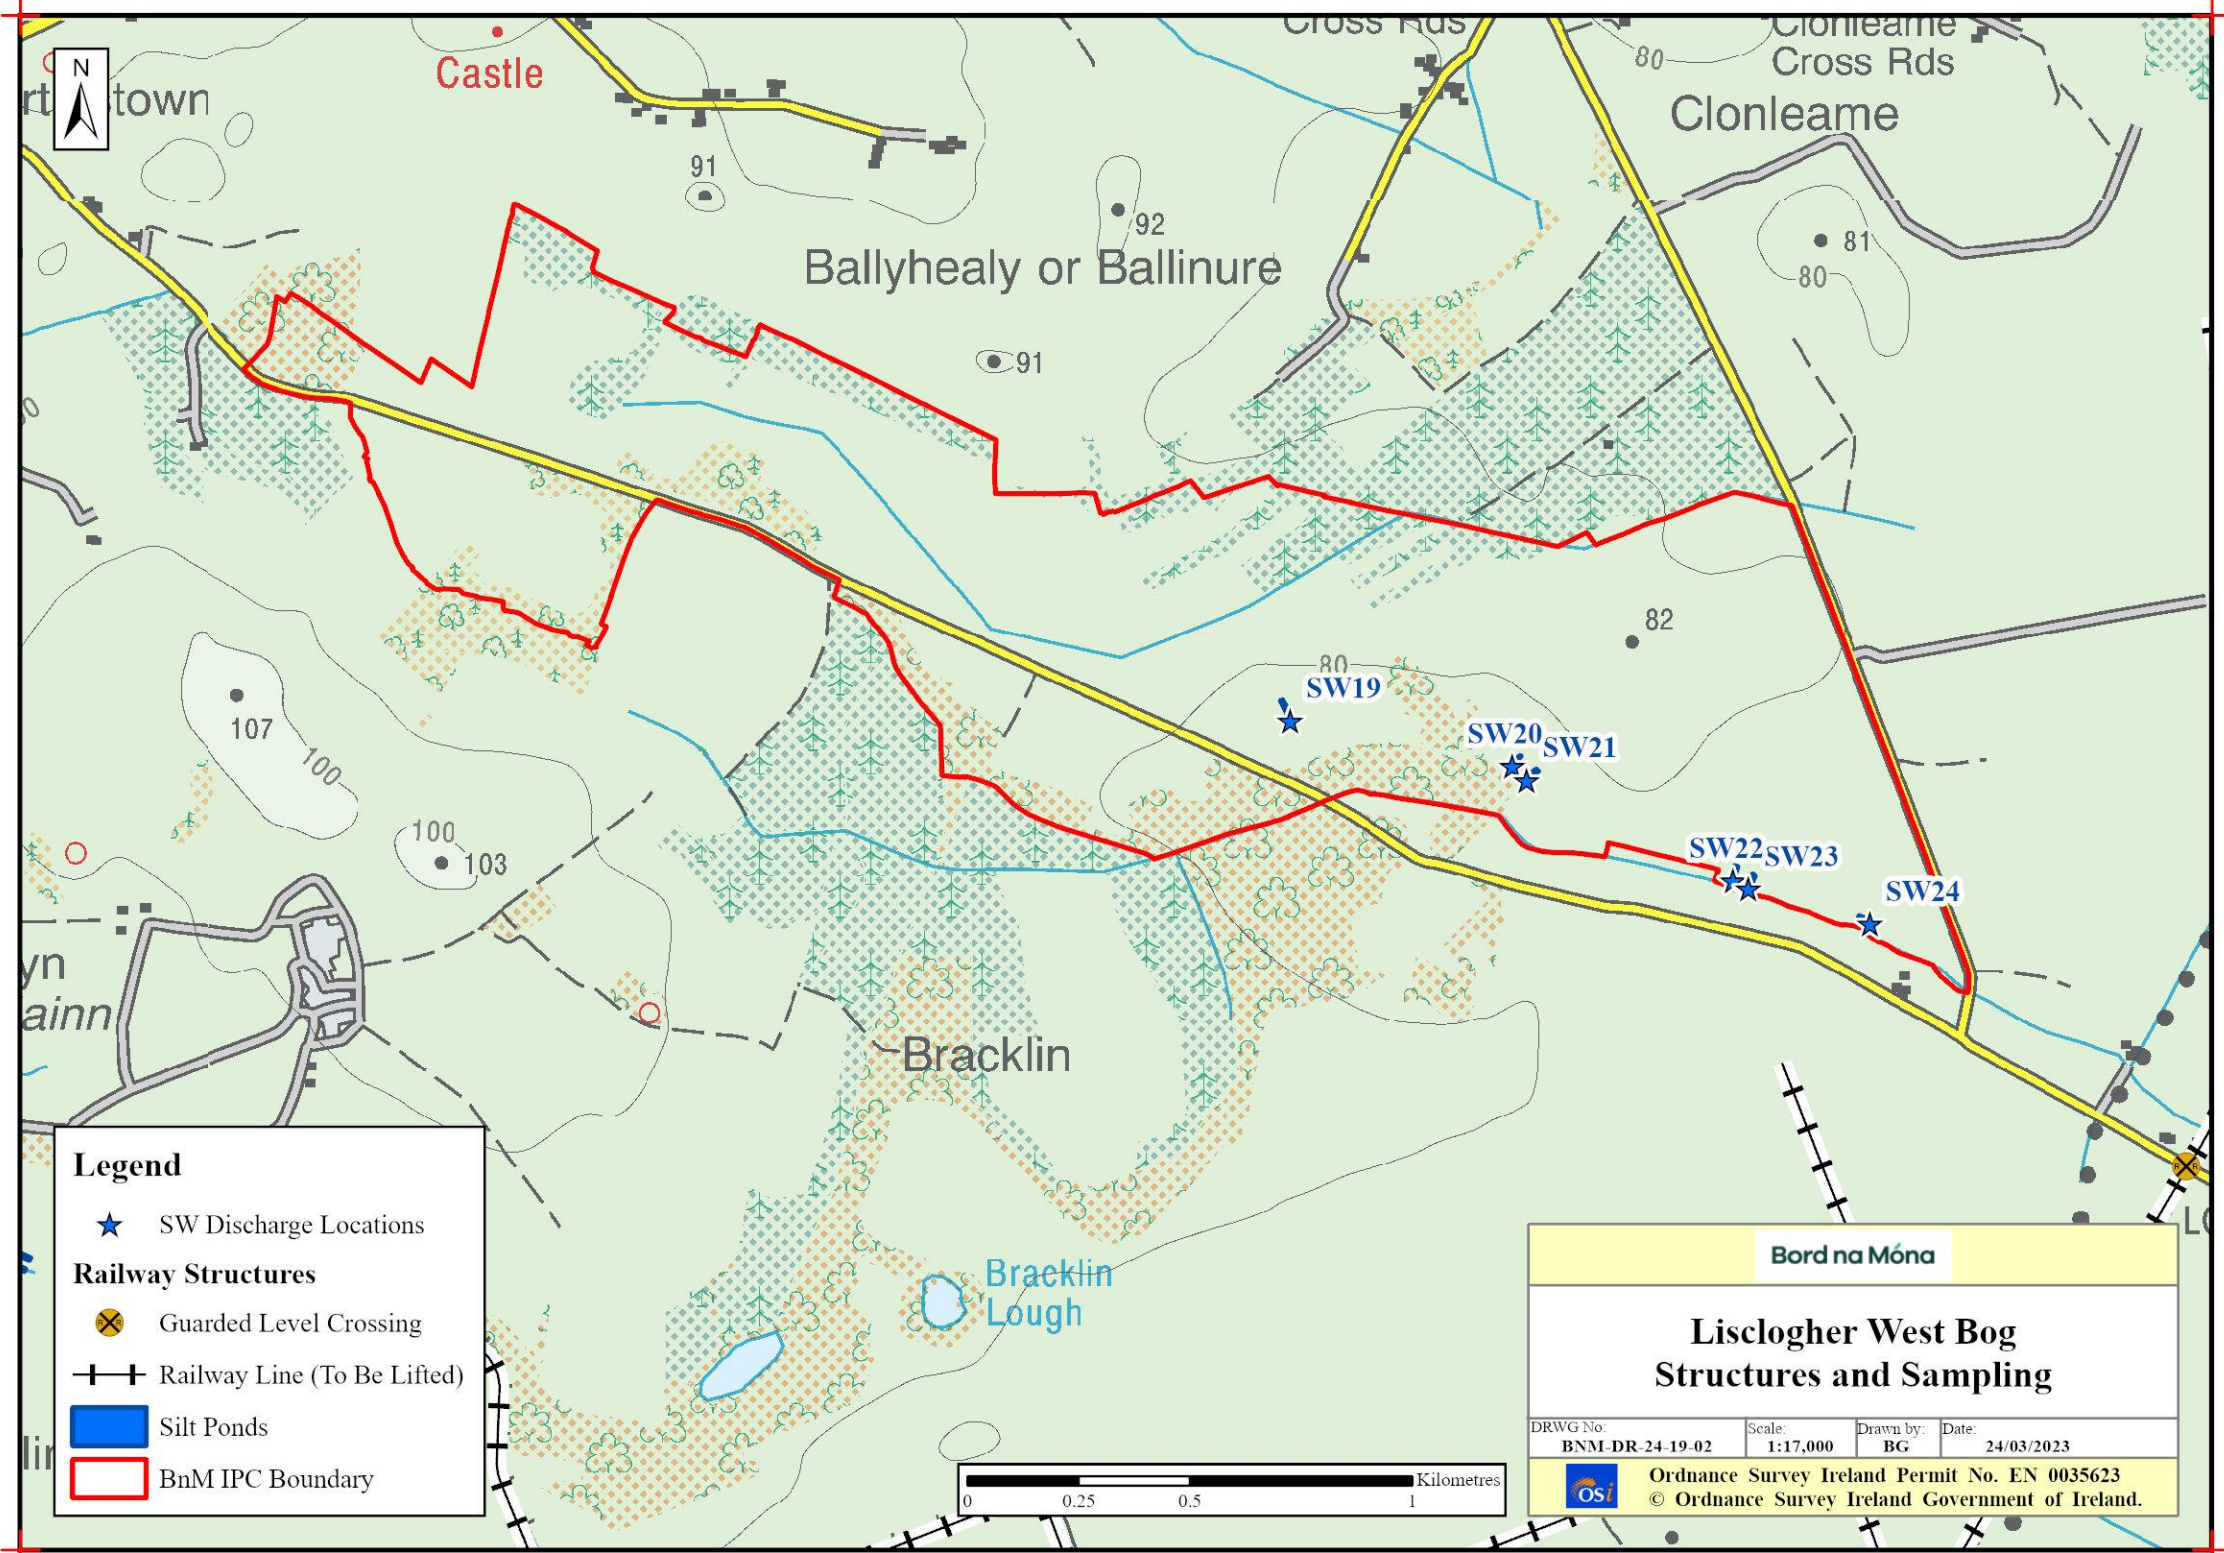 Cross Rds
Clonleame
Cross Rds
80
Castle
N
town
Clonleame
91
92
81
80
Ballyhealy or Ballinure
91
82
80
SW19
SW20
SW21
107
100
100
103
SW22
SW23
SW24
yn
ainn
Bracklin
Bracklin
Lough
Legend
SW Discharge Locations
Railway Structures
Guarded Level Crossing
Railway Line (To Be Lifted)
Silt Ponds
BnM IPC Boundary
Kilometres
0 0.25 0.5 1
Bord na Móna
Lisclogher West Bog
Structures and Sampling
DRWG No: Scale: Drawn by: Date:
BNM-DR-24-19-02 1:17,000 BG 24/03/2023
OSi
Ordnance Survey Ireland Permit No. EN 0035623
© Ordnance Survey Ireland Government of Ireland.